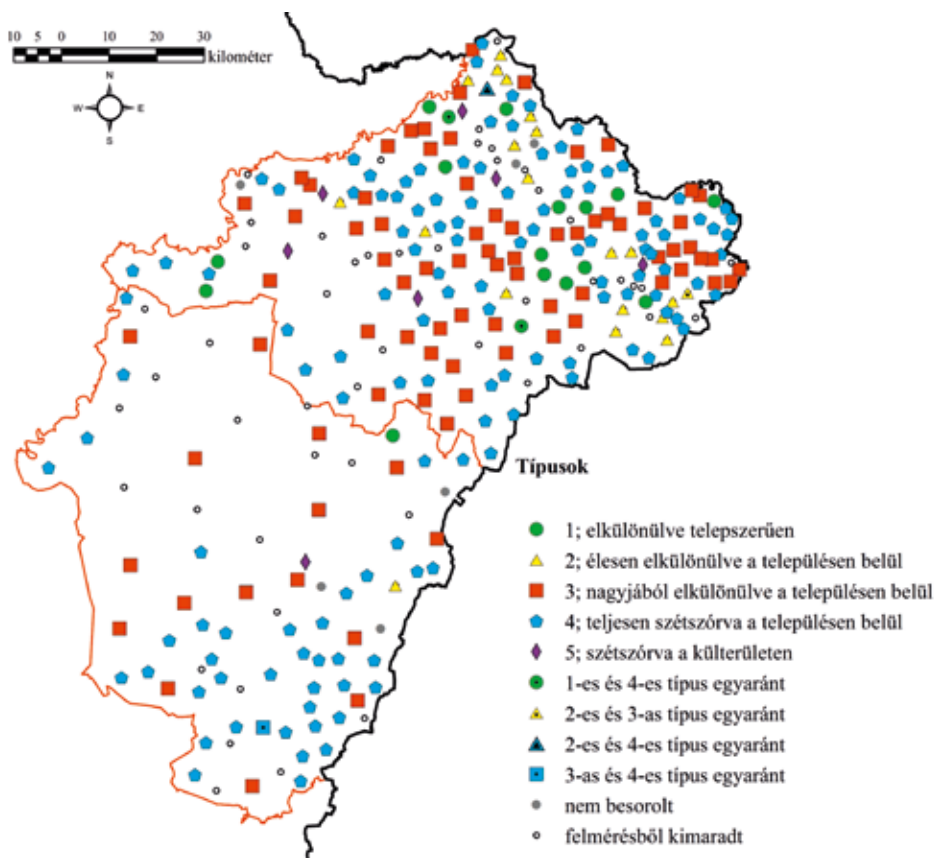 10 5 0 10 20 30
kilométer
N
W E
S
Típusok
1; elkülönülve telepszerűen
2; élesen elkülönülve a településen belül
3; nagyjából elkülönülve a településen belül
4; teljesen szétszórva a településen belül
5; szétszórva a külterületen
1-es és 4-es típus egyaránt
2-es és 3-as típus egyaránt
2-es és 4-es típus egyaránt
3-as és 4-es típus egyaránt
nem besorolt
felmérésből kimaradt